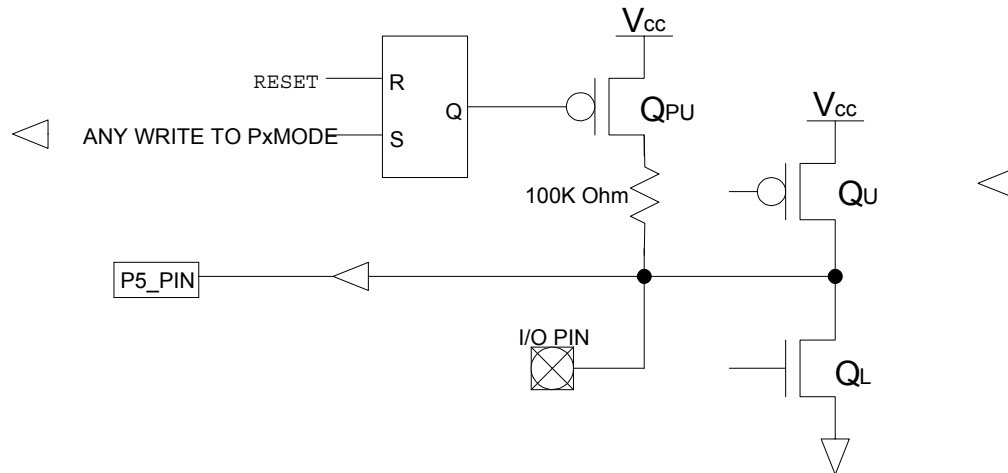 Vcc
RESET
R
Q
QPU
ANY WRITE TO PxMODE
S
Vcc
100K Ohm
QU
P5_PIN
I/O PIN
QL